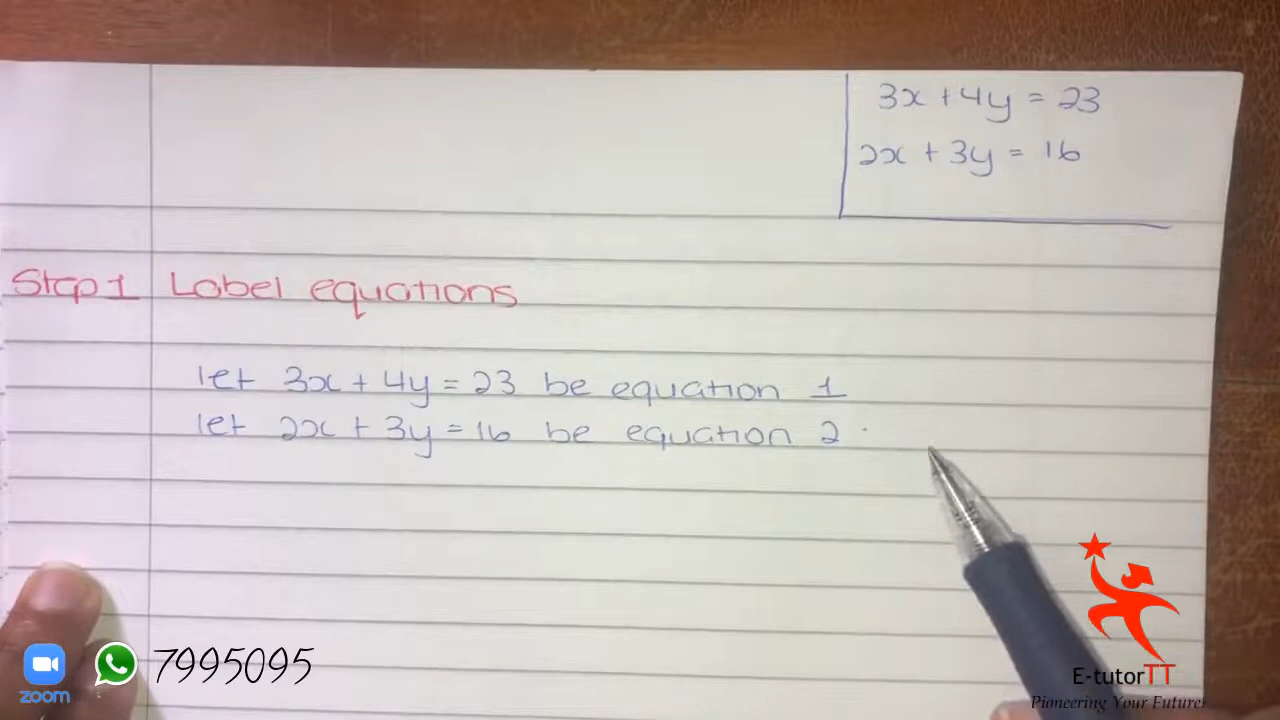 3x + 4y = 23
2x + 3y = 16
Step 1 Label equations
let 3x + 4y = 23 be equation 1
let 2x + 3y = 16 be equation 2
zoom
7995095
E-tutorTT
Pioneering Your Future